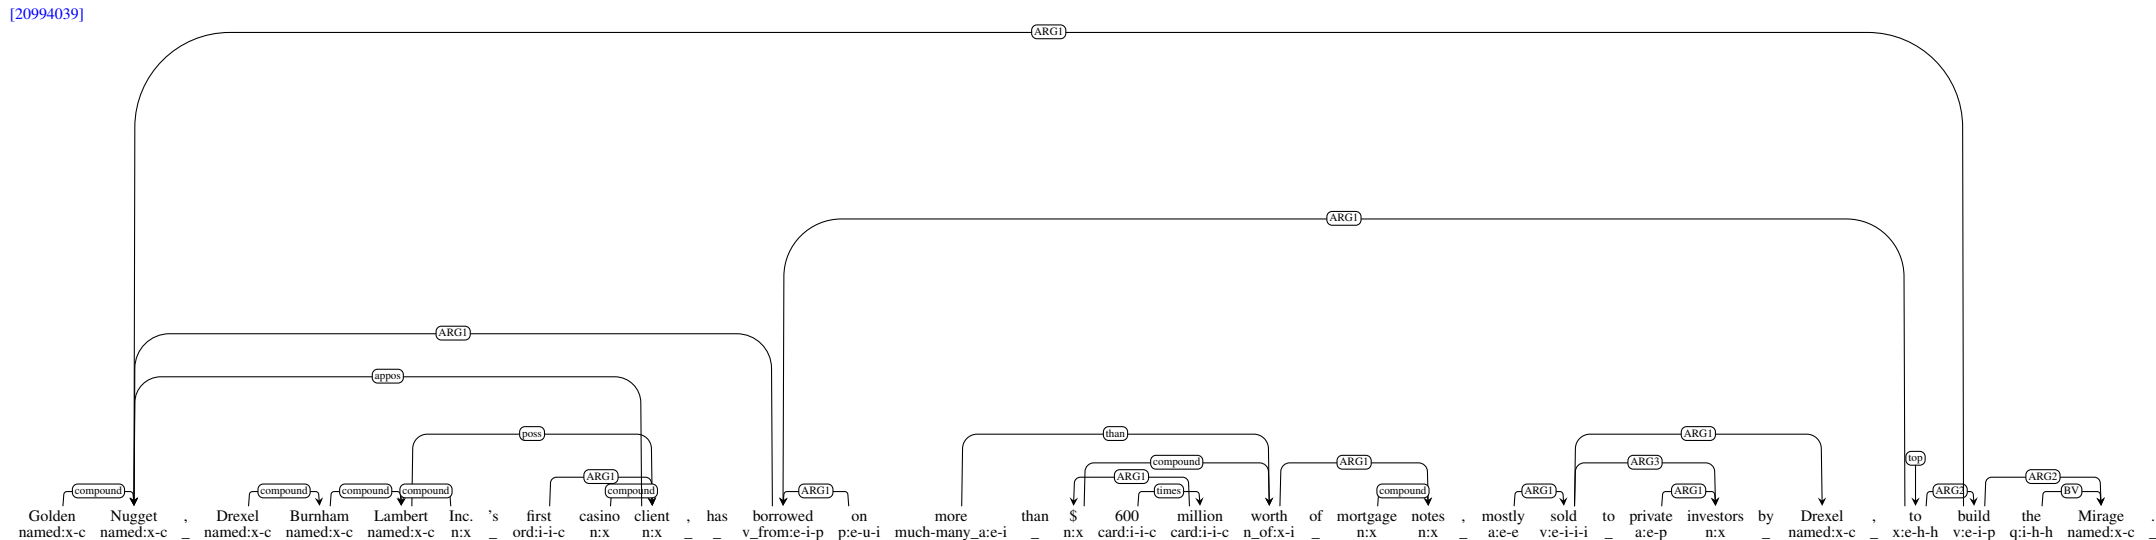 [20994039]
ARG1
ARG1
ARG1
appos
poss than ARG1
top
compound ARG1 ARG3
ARG1 ARG1 ARG2
compound compound compound compound compound ARG1 times compound ARG1 ARG1 ARG2 BV
Golden Nugget , Drexel Burnham Lambert Inc. 's first casino client , has borrowed on more than $ 600 million worth of mortgage notes , mostly sold to private investors by Drexel , to build the Mirage .
named:x-c named:x-c _ named:x-c named:x-c named:x-c n:x _ ord:i-i-c n:x n:x _ _ v_from:e-i-p p:e-u-i much-many_a:e-i _ n:x card:i-i-c card:i-i-c n_of:x-i _ n:x n:x _ a:e-e v:e-i-i-i _ a:e-p n:x _ named:x-c _ x:e-h-h v:e-i-p q:i-h-h named:x-c _